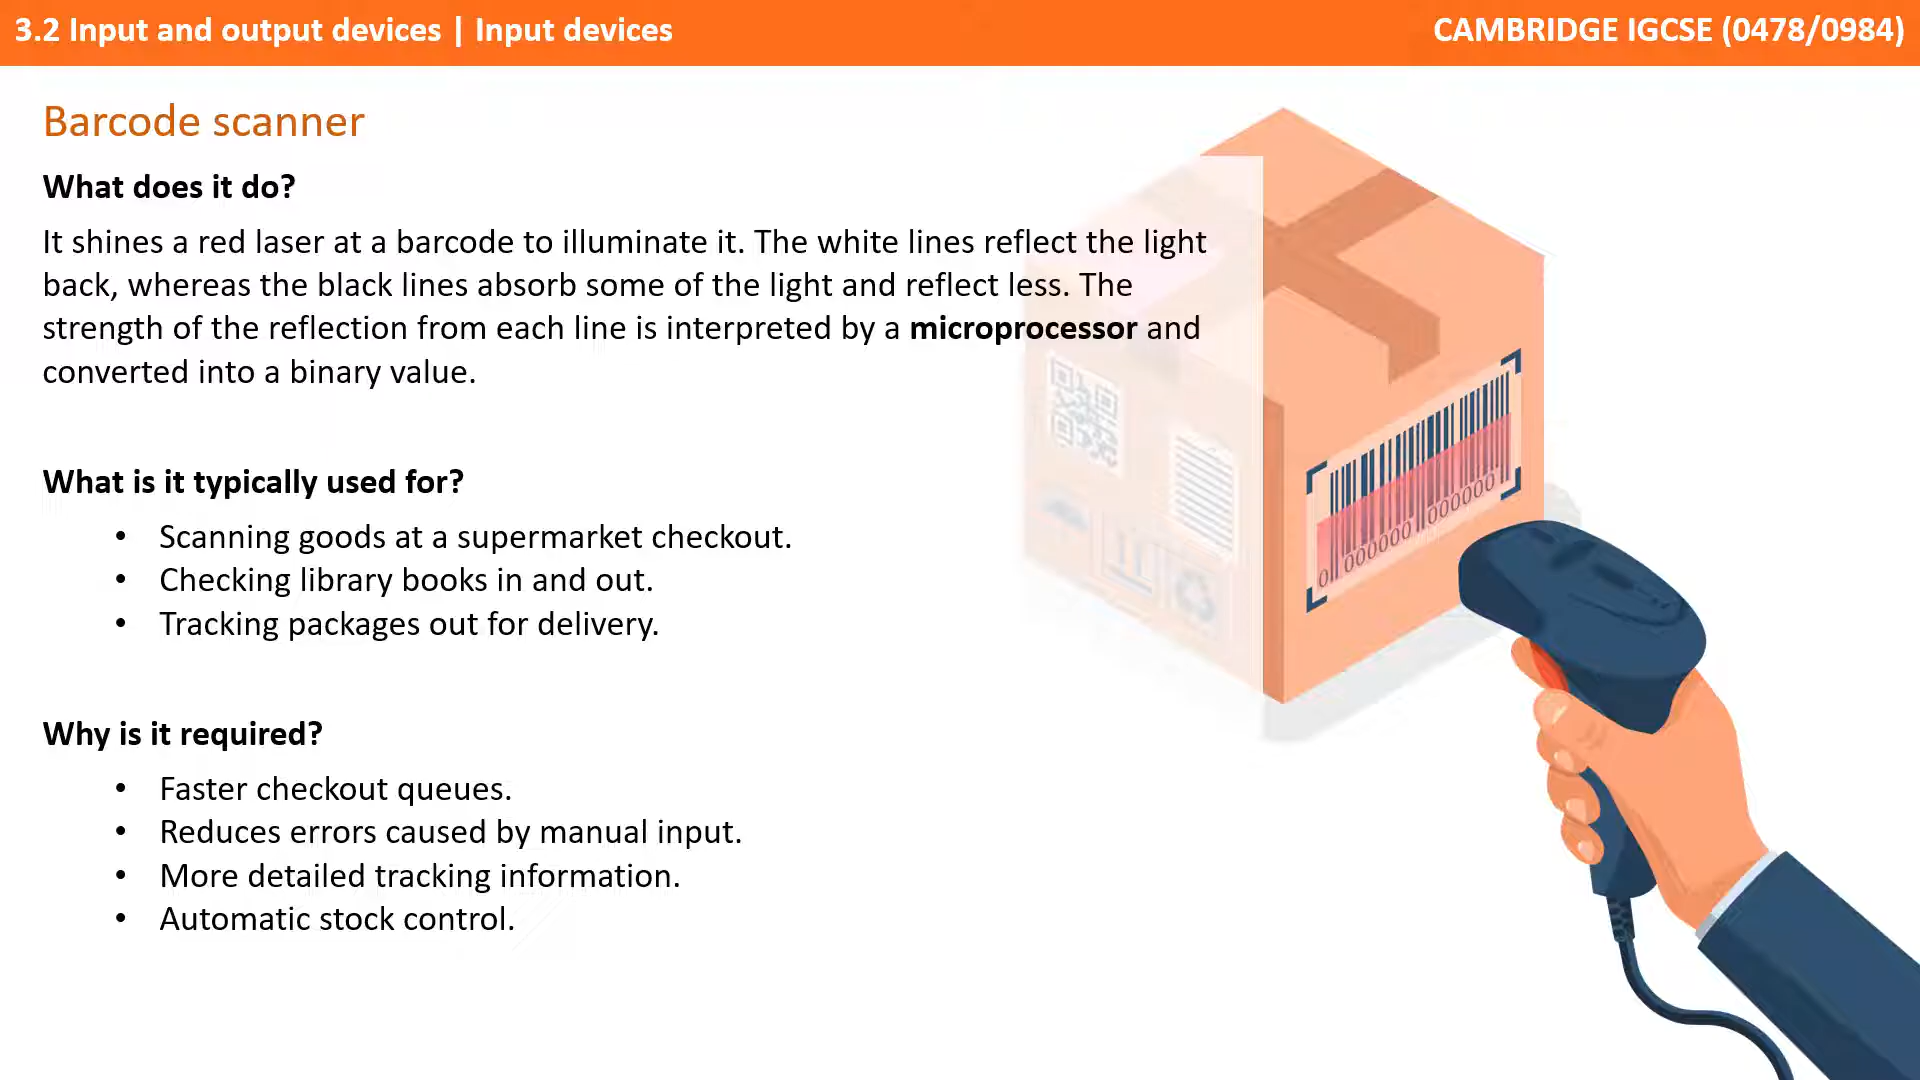 3.2 Input and output devices | Input devices
CAMBRIDGE IGCSE (0478/0984)
Barcode scanner
What does it do?
It shines a red laser at a barcode to illuminate it. The white lines reflect the light
back, whereas the black lines absorb some of the light and reflect less. The
strength of the reflection from each line is interpreted by a microprocessor and
converted into a binary value.
What is it typically used for?
• Scanning goods at a supermarket checkout.
• Checking library books in and out.
• Tracking packages out for delivery.
Why is it required?
• Faster checkout queues.
• Reduces errors caused by manual input.
• More detailed tracking information.
• Automatic stock control.
0 000000 000000